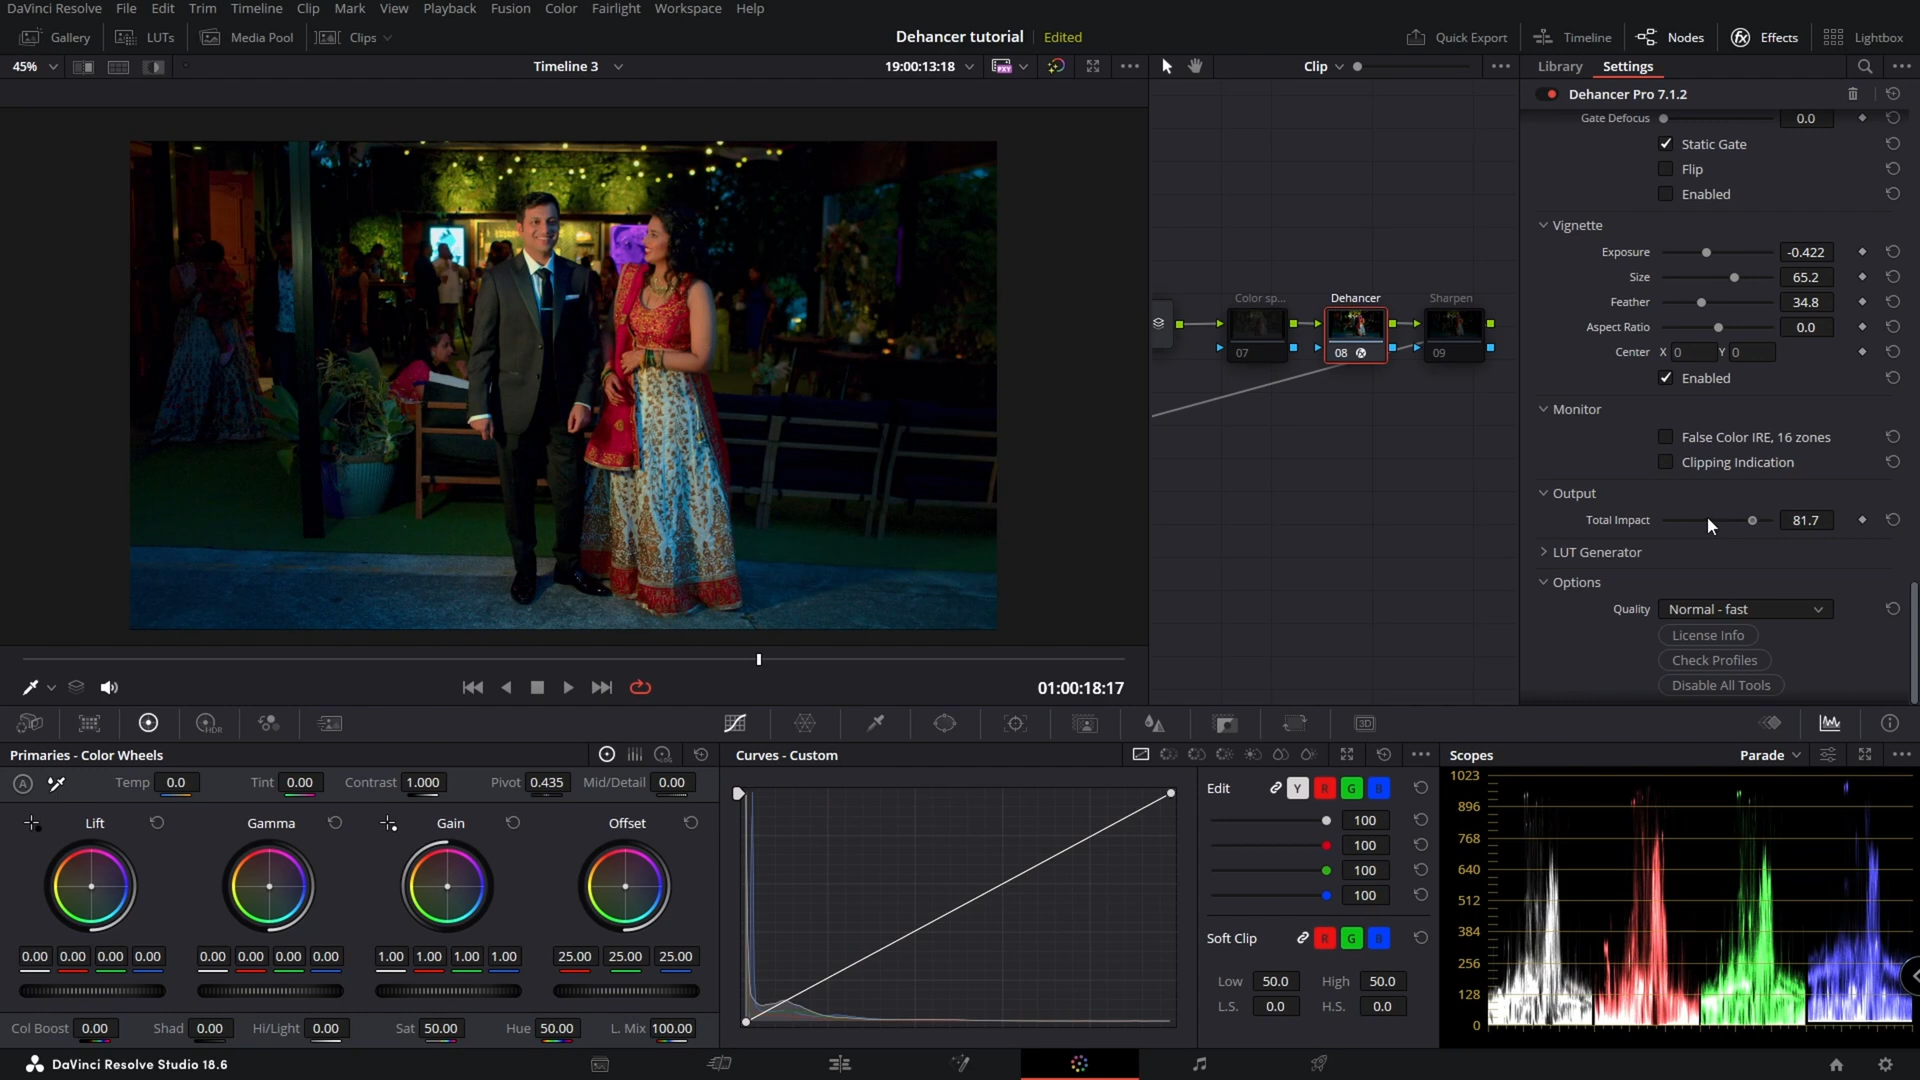 DaVinci Resolve File Edit Trim Timeline Clip Mark View Playback Fusion Color Fairlight Workspace Help
Gallery LUTs Media Pool Clips Dehancer tutorial Edited Quick Export Timeline Nodes Effects Lightbox
45% Timeline 3 19:00:13:18 PXY Clip Library Settings
Dehancer Pro 7.1.2
Gate Defocus 0.0
Static Gate
Flip
Enabled
Vignette
Exposure -0.422
Size 65.2
Feather 34.8
Aspect Ratio 0.0
Center X 0 Y 0
Enabled
Monitor
False Color IRE, 16 zones
Clipping Indication
Output
Total Impact 81.7
LUT Generator
Options
Quality Normal - fast
License Info
Check Profiles
Disable All Tools
Color sp... Dehancer Sharpen
07 08 09
01:00:18:17
HDR 3D
Primaries - Color Wheels
A Temp 0.0 Tint 0.00 Contrast 1.000 Pivot 0.435 Mid/Detail 0.00
Lift Gamma Gain Offset
0.00 0.00 0.00 0.00 0.00 0.00 0.00 0.00 1.00 1.00 1.00 1.00 25.00 25.00 25.00
Col Boost 0.00 Shad 0.00 Hi/Light 0.00 Sat 50.00 Hue 50.00 L. Mix 100.00
Curves - Custom
Edit Y R G B
100
100
100
100
Soft Clip R G B
Low 50.0 High 50.0
L.S. 0.0 H.S. 0.0
Scopes Parade
1023
896
768
640
512
384
256
128
0
DaVinci Resolve Studio 18.6